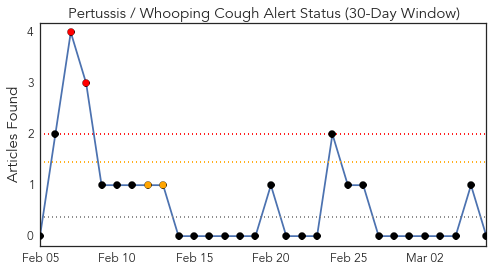 Pertussis / Whooping Cough Alert Status (30-Day Window)
Articles Found
4
3
2
1
0
Feb 05
Feb 10
Feb 15
Feb 20
Feb 25
Mar 02